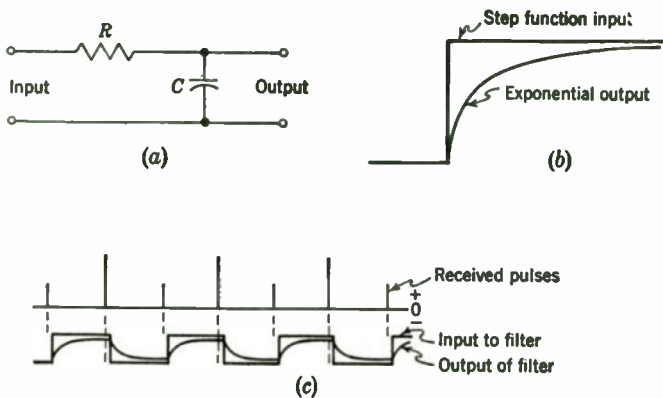 R
Input
C
Output
(a)
Step function input
Exponential output
(b)
Received pulses
+
0
−
Input to filter
Output of filter
(c)